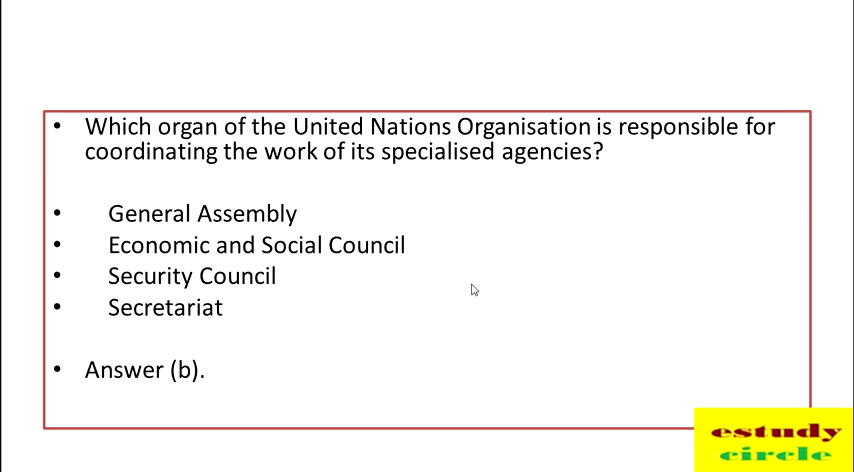 • Which organ of the United Nations Organisation is responsible for
coordinating the work of its specialised agencies?
• General Assembly
• Economic and Social Council
• Security Council
• Secretariat
• Answer (b).
estudy
circle